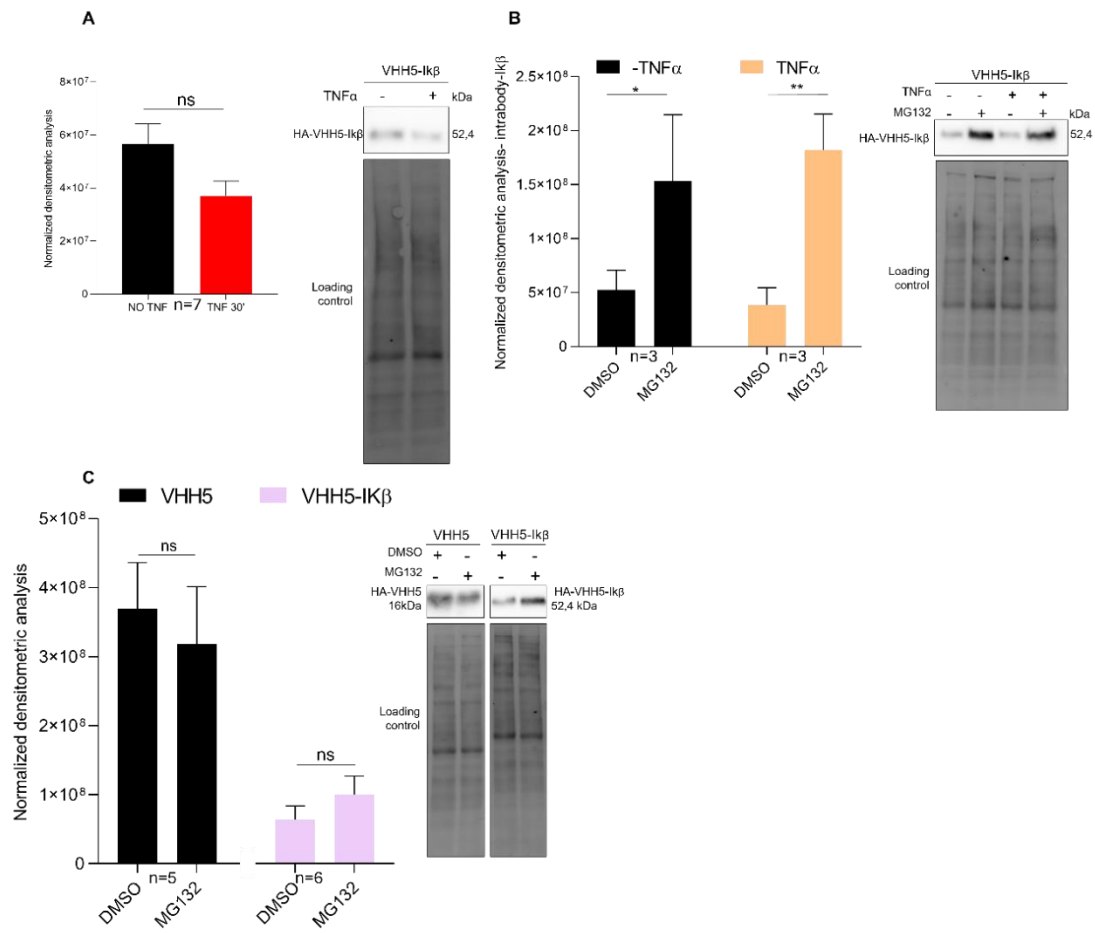 A
Normalized densitometric analysis
8×10⁷
6×10⁷
4×10⁷
2×10⁷
0
ns
NO TNF n=7 TNF 30'
VHH5-Ikβ
TNFα - + kDa
HA-VHH5-Ikβ 52,4
Loading
control
B
-TNFα TNFα
Normalized densitometric analysis- intrabody-Ikβ
2.5×10⁸
2×10⁸
1.5×10⁸
1×10⁸
5×10⁷
0
* **
n=3 n=3
DMSO MG132 DMSO MG132
VHH5-Ikβ
TNFα - - + +
MG132 - + - + kDa
HA-VHH5-Ikβ 52,4
Loading
control
C
VHH5 VHH5-IKβ
Normalized densitometric analysis
5×10⁸
4×10⁸
3×10⁸
2×10⁸
1×10⁸
0
ns ns
n=5 n=6
DMSO MG132 DMSO MG132
VHH5 VHH5-Ikβ
DMSO + - + -
MG132 - + - +
HA-VHH5 HA-VHH5-Ikβ
16kDa 52,4 kDa
Loading
control